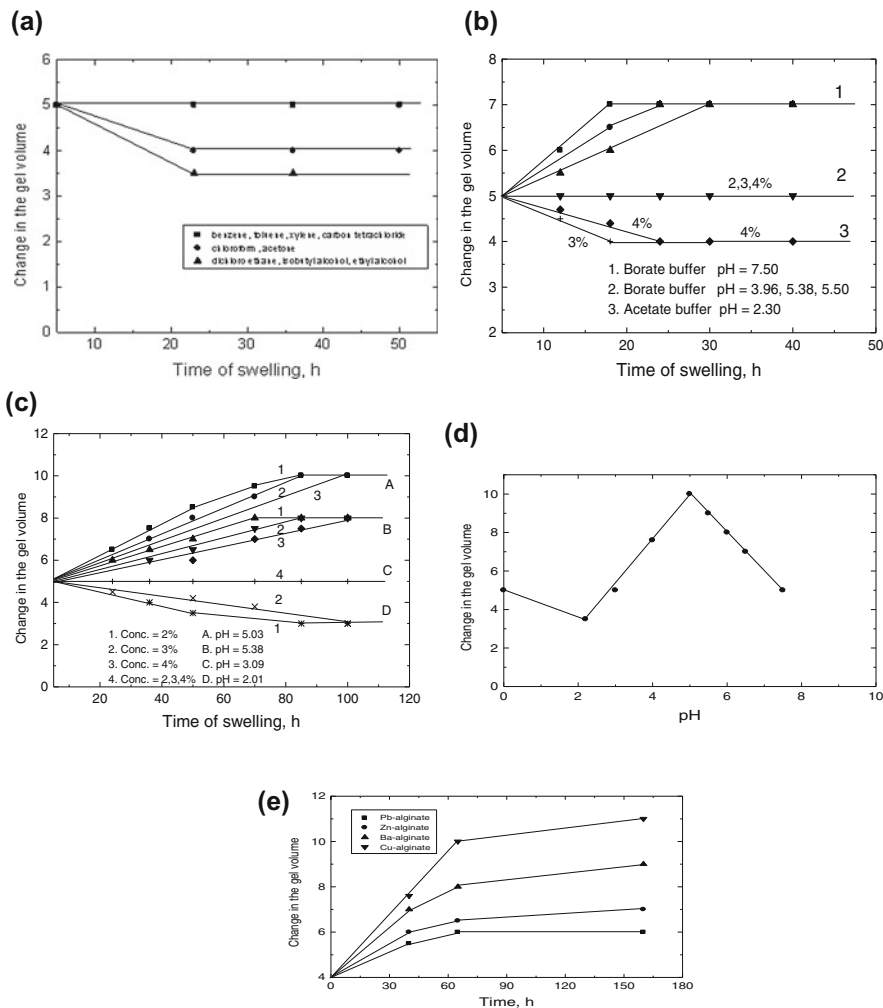 (a)
6
5
4
3
2
1
0
Change in the gel volume
10 20 30 40 50
Time of swelling, h
benzene, toluene, xylene, carbon tetrachloride
chloroform, acetone
dichloroethane, isobutylalcohol, ethylalcohol
(b)
8
7
6
5
4
3
2
Change in the gel volume
10 20 30 40 50
Time of swelling, h
1
2,3,4% 2
4%
3% 4% 3
1. Borate buffer pH = 7.50
2. Borate buffer pH = 3.96, 5.38, 5.50
3. Acetate buffer pH = 2.30
(c)
12
10
8
6
4
2
0
Change in the gel volume
20 40 60 80 100 120
Time of swelling, h
1
2 3 A
1
2 B
3
4 C
2 D
1
1. Conc. = 2% A. pH = 5.03
2. Conc. = 3% B. pH = 5.38
3. Conc. = 4% C. pH = 3.09
4. Conc. = 2,3,4% D. pH = 2.01
(d)
10
8
6
4
2
0
Change in the gel volume
0 2 4 6 8 10
pH
(e)
12
10
8
6
4
Change in the gel volume
0 30 60 90 120 150 180
Time, h
Pb-alginate
Zn-alginate
Ba-alginate
Cu-alginate